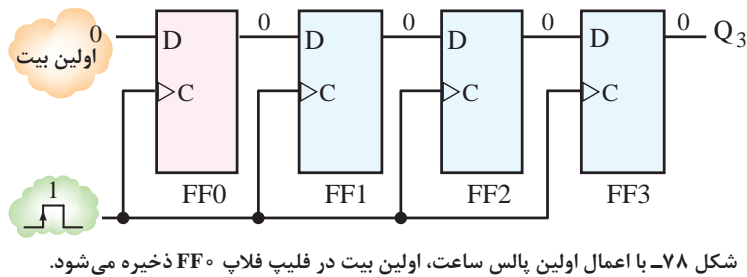 0 0 0 0 0 Q3
اولین بیت
D D D D
C C C C
1
FF0 FF1 FF2 FF3
شکل ۷۸ـ با اعمال اولین پالس ساعت، اولین بیت در فلیپ فلاپ FF۰ ذخیره می‌شود.